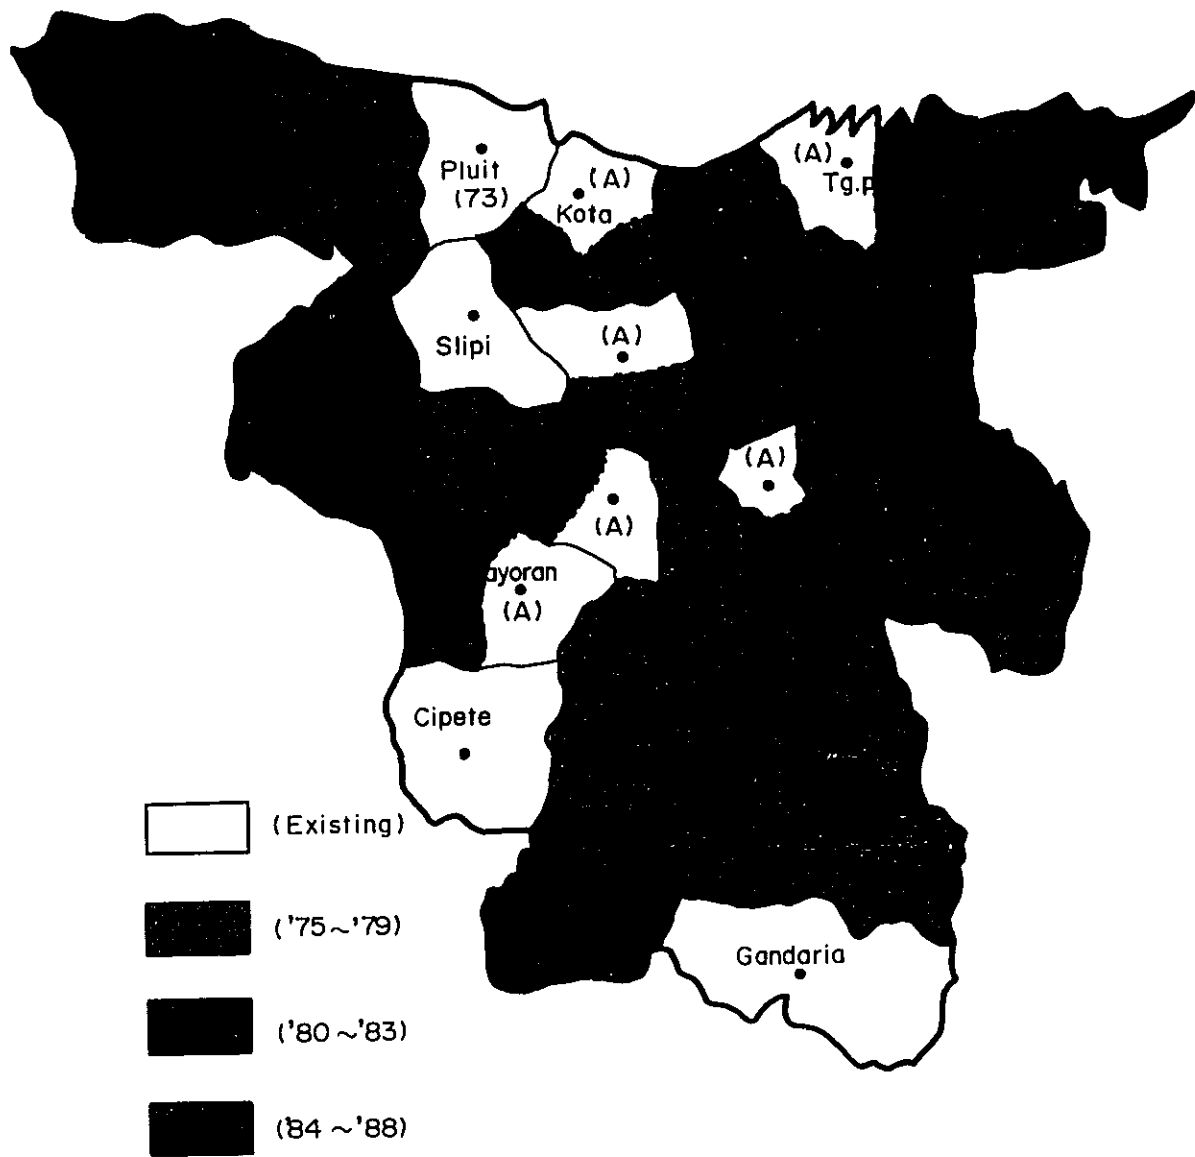 Pluit
(73)
(A)
Kota
(A)
Tg.p
Slipi
(A)
(A)
(A)
ayoran
(A)
Cipete
Gandaria
(Existing)
('75~'79)
('80~'83)
('84~'88)